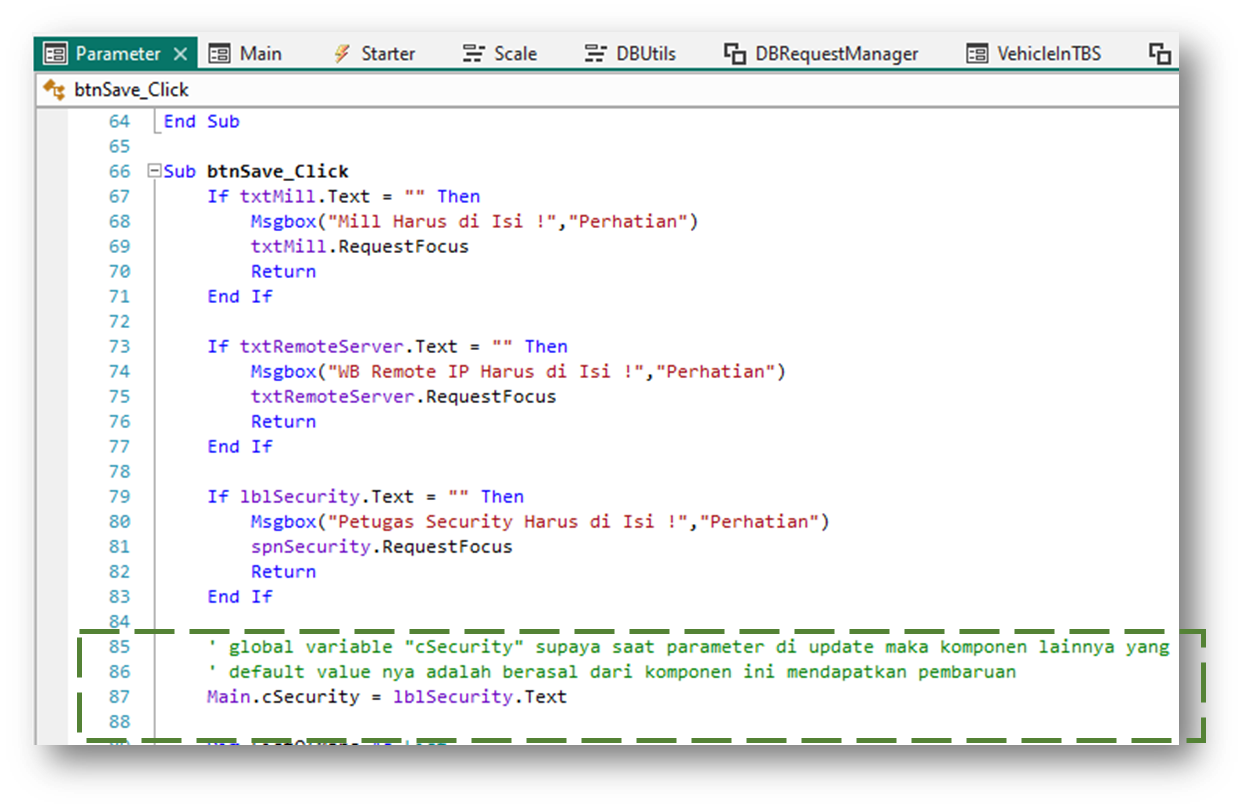 Parameter Main Starter Scale DBUtils DBRequestManager VehicleInTBS
btnSave_Click
64 End Sub
65
66 Sub btnSave_Click
67 If txtMill.Text = "" Then
68 Msgbox("Mill Harus di Isi !","Perhatian")
69 txtMill.RequestFocus
70 Return
71 End If
72
73 If txtRemoteServer.Text = "" Then
74 Msgbox("WB Remote IP Harus di Isi !","Perhatian")
75 txtRemoteServer.RequestFocus
76 Return
77 End If
78
79 If lblSecurity.Text = "" Then
80 Msgbox("Petugas Security Harus di Isi !","Perhatian")
81 spnSecurity.RequestFocus
82 Return
83 End If
84
85 ' global variable "cSecurity" supaya saat parameter di update maka komponen lainnya yang
86 ' default value nya adalah berasal dari komponen ini mendapatkan pembaruan
87 Main.cSecurity = lblSecurity.Text
88